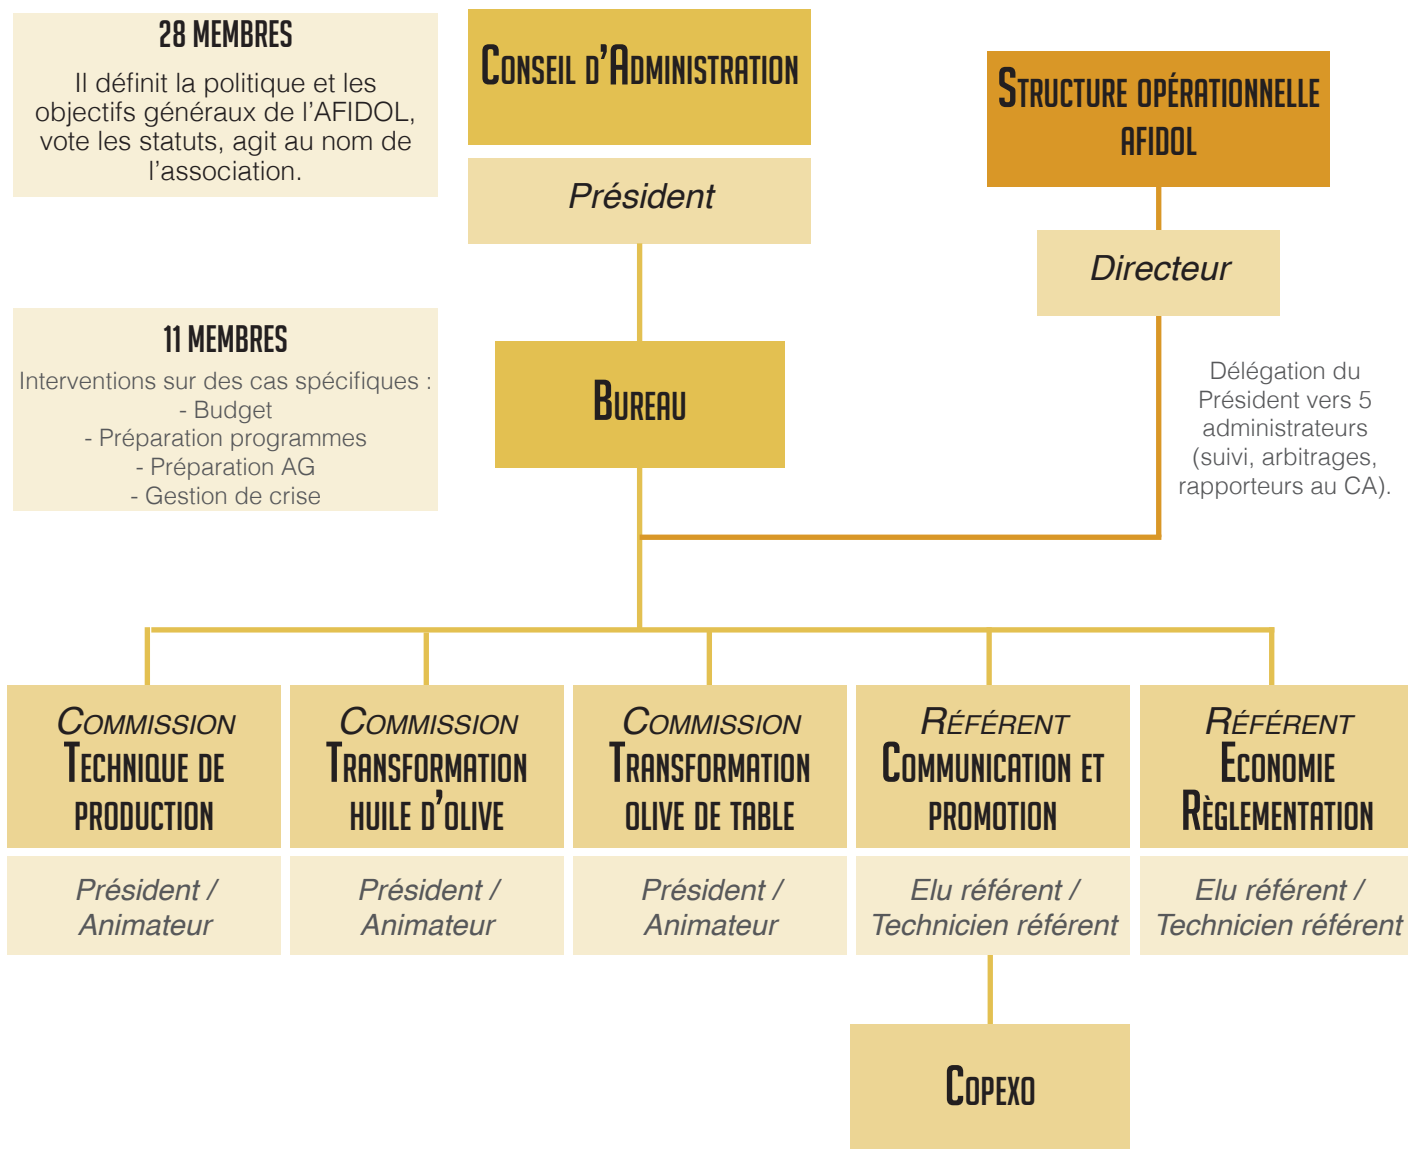 28 MEMBRES
Il définit la politique et les
objectifs généraux de l'AFIDOL,
vote les statuts, agit au nom de
l'association.
CONSEIL D'ADMINISTRATION
Président
STRUCTURE OPÉRATIONNELLE
AFIDOL
Directeur
11 MEMBRES
Interventions sur des cas spécifiques :
- Budget
- Préparation programmes
- Préparation AG
- Gestion de crise
BUREAU
Délégation du
Président vers 5
administrateurs
(suivi, arbitrages,
rapporteurs au CA).
COMMISSION
TECHNIQUE DE
PRODUCTION
Président /
Animateur
COMMISSION
TRANSFORMATION
HUILE D'OLIVE
Président /
Animateur
COMMISSION
TRANSFORMATION
OLIVE DE TABLE
Président /
Animateur
RÉFÉRENT
COMMUNICATION ET
PROMOTION
Elu référent /
Technicien référent
RÉFÉRENT
ECONOMIE
RÈGLEMENTATION
Elu référent /
Technicien référent
COPEXO